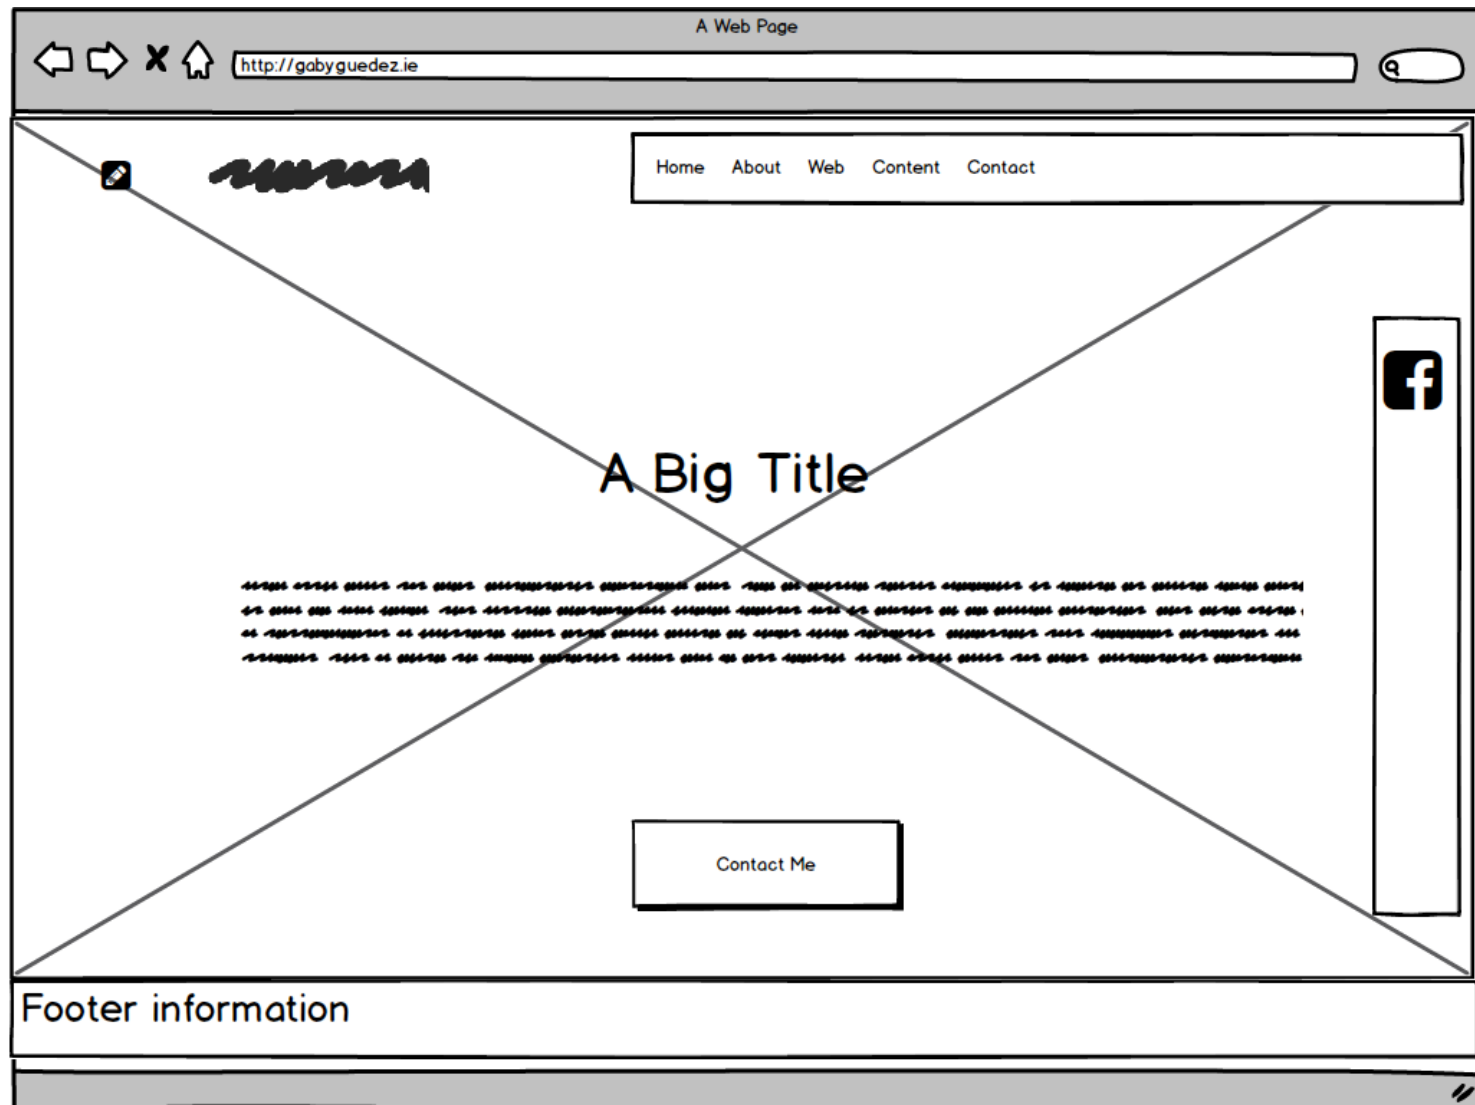 A Web Page
http://gabyguedez.ie
Home About Web Content Contact
A Big Title
Contact Me
Footer information